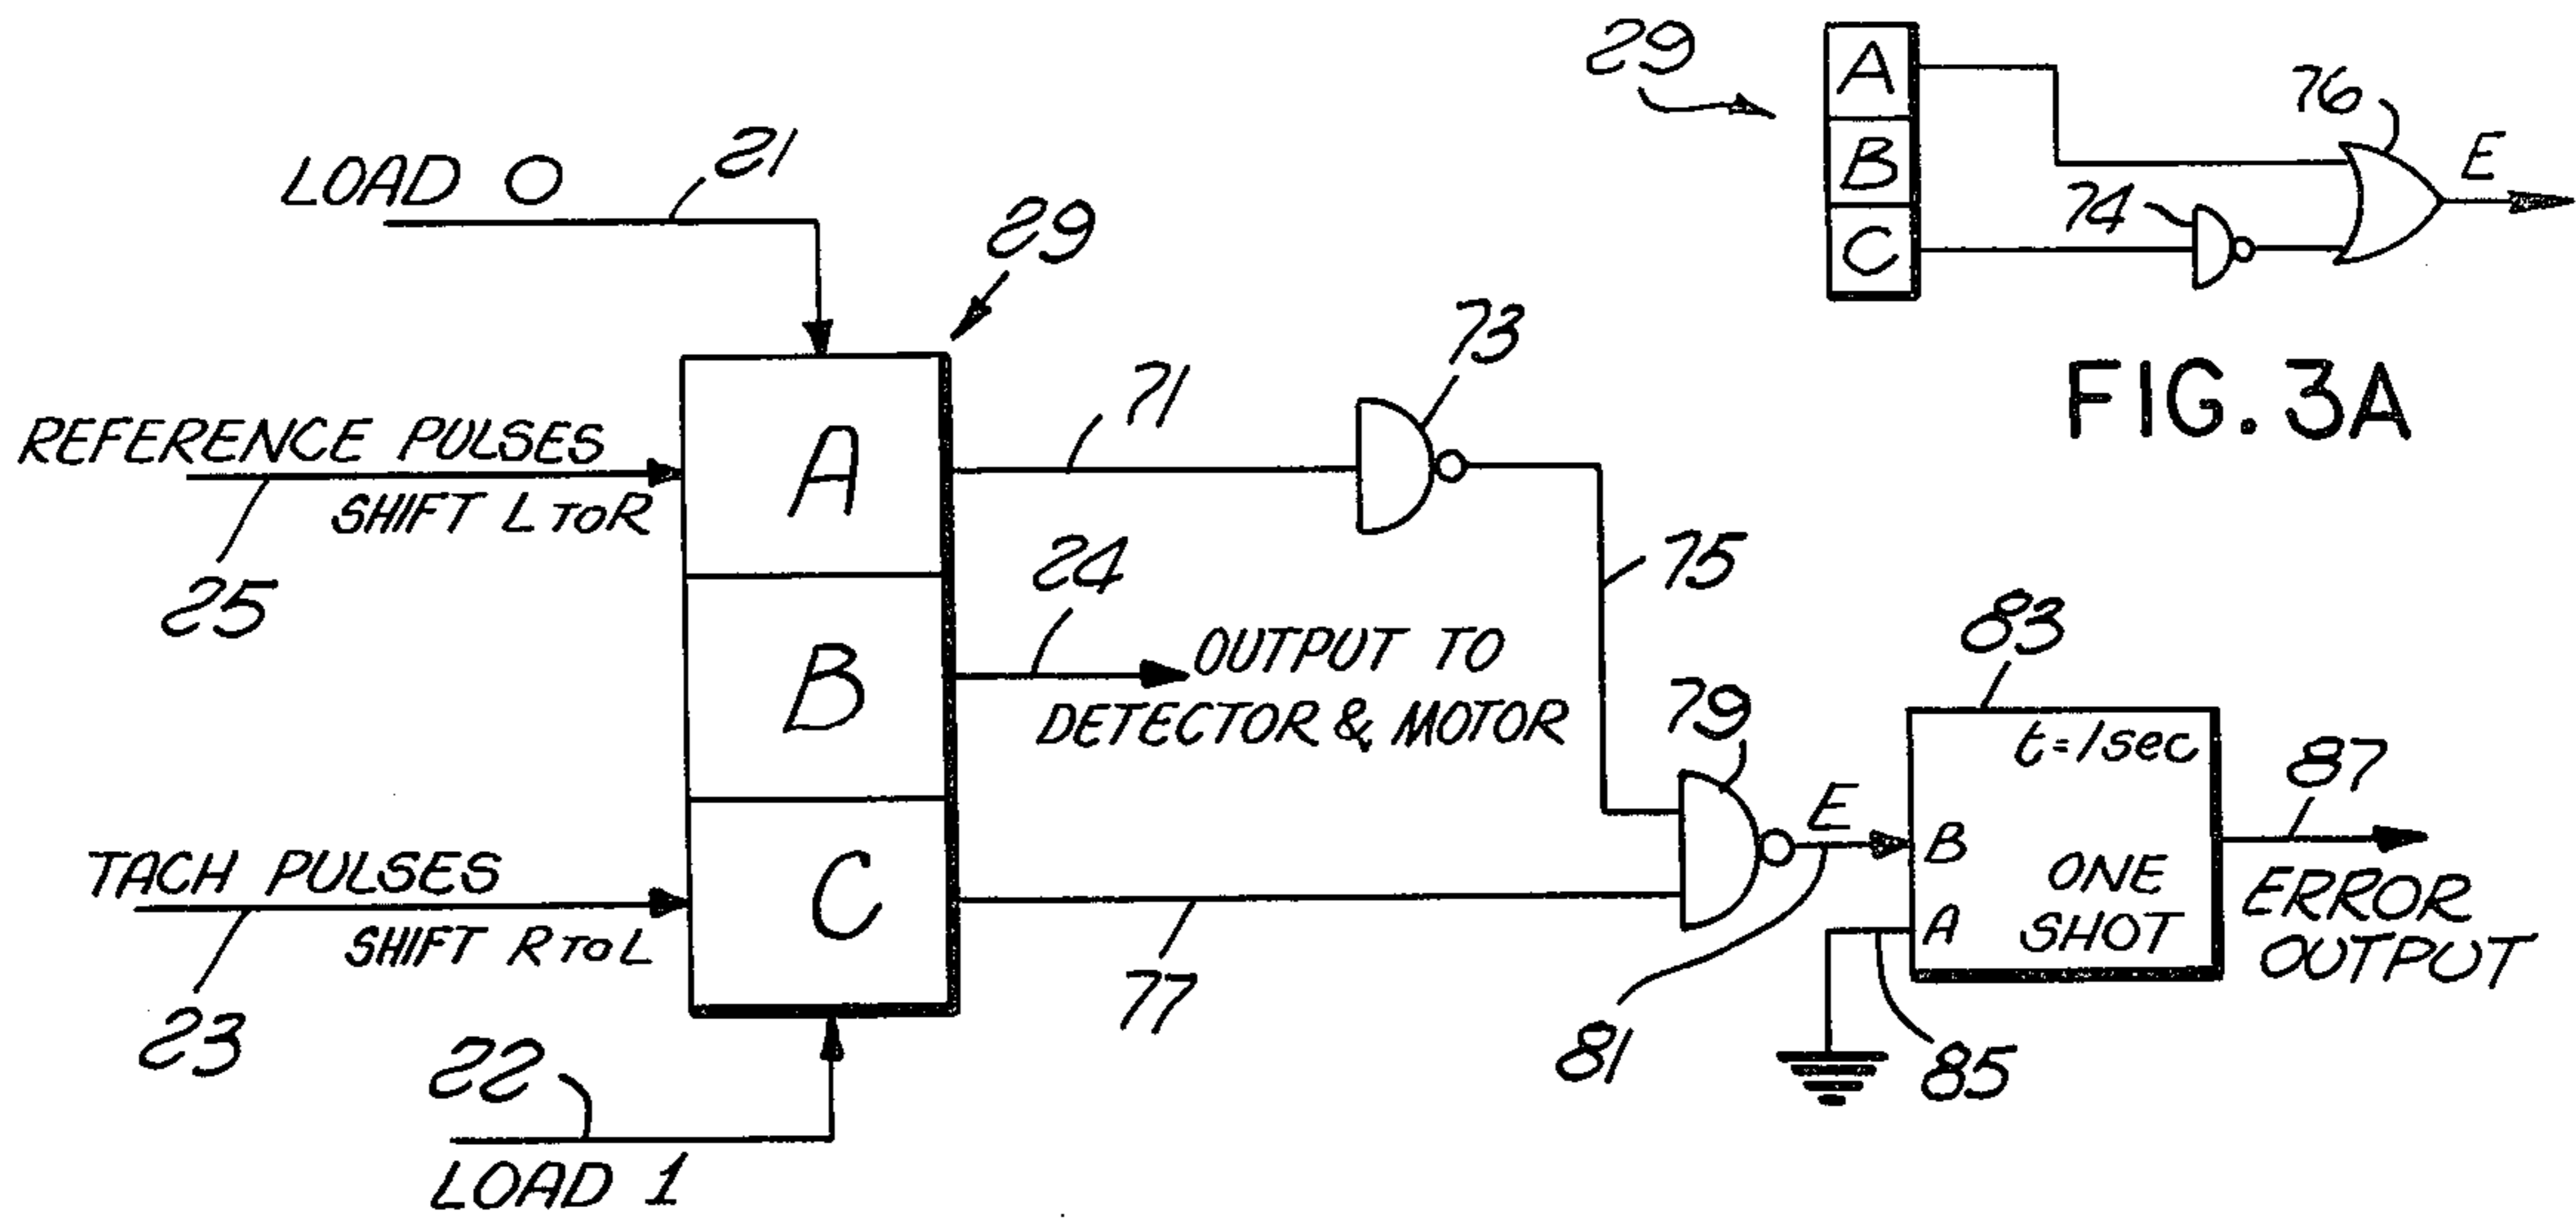 29
A
B
C
76
74
E
FIG. 3A
LOAD 0
21
29
REFERENCE PULSES
SHIFT L TO R
25
A
71
73
75
B
24
OUTPUT TO
DETECTOR & MOTOR
TACH PULSES
SHIFT R TO L
23
C
77
79
E
81
83
t=1sec
B
ONE
A
SHOT
87
ERROR
OUTPUT
85
22
LOAD 1